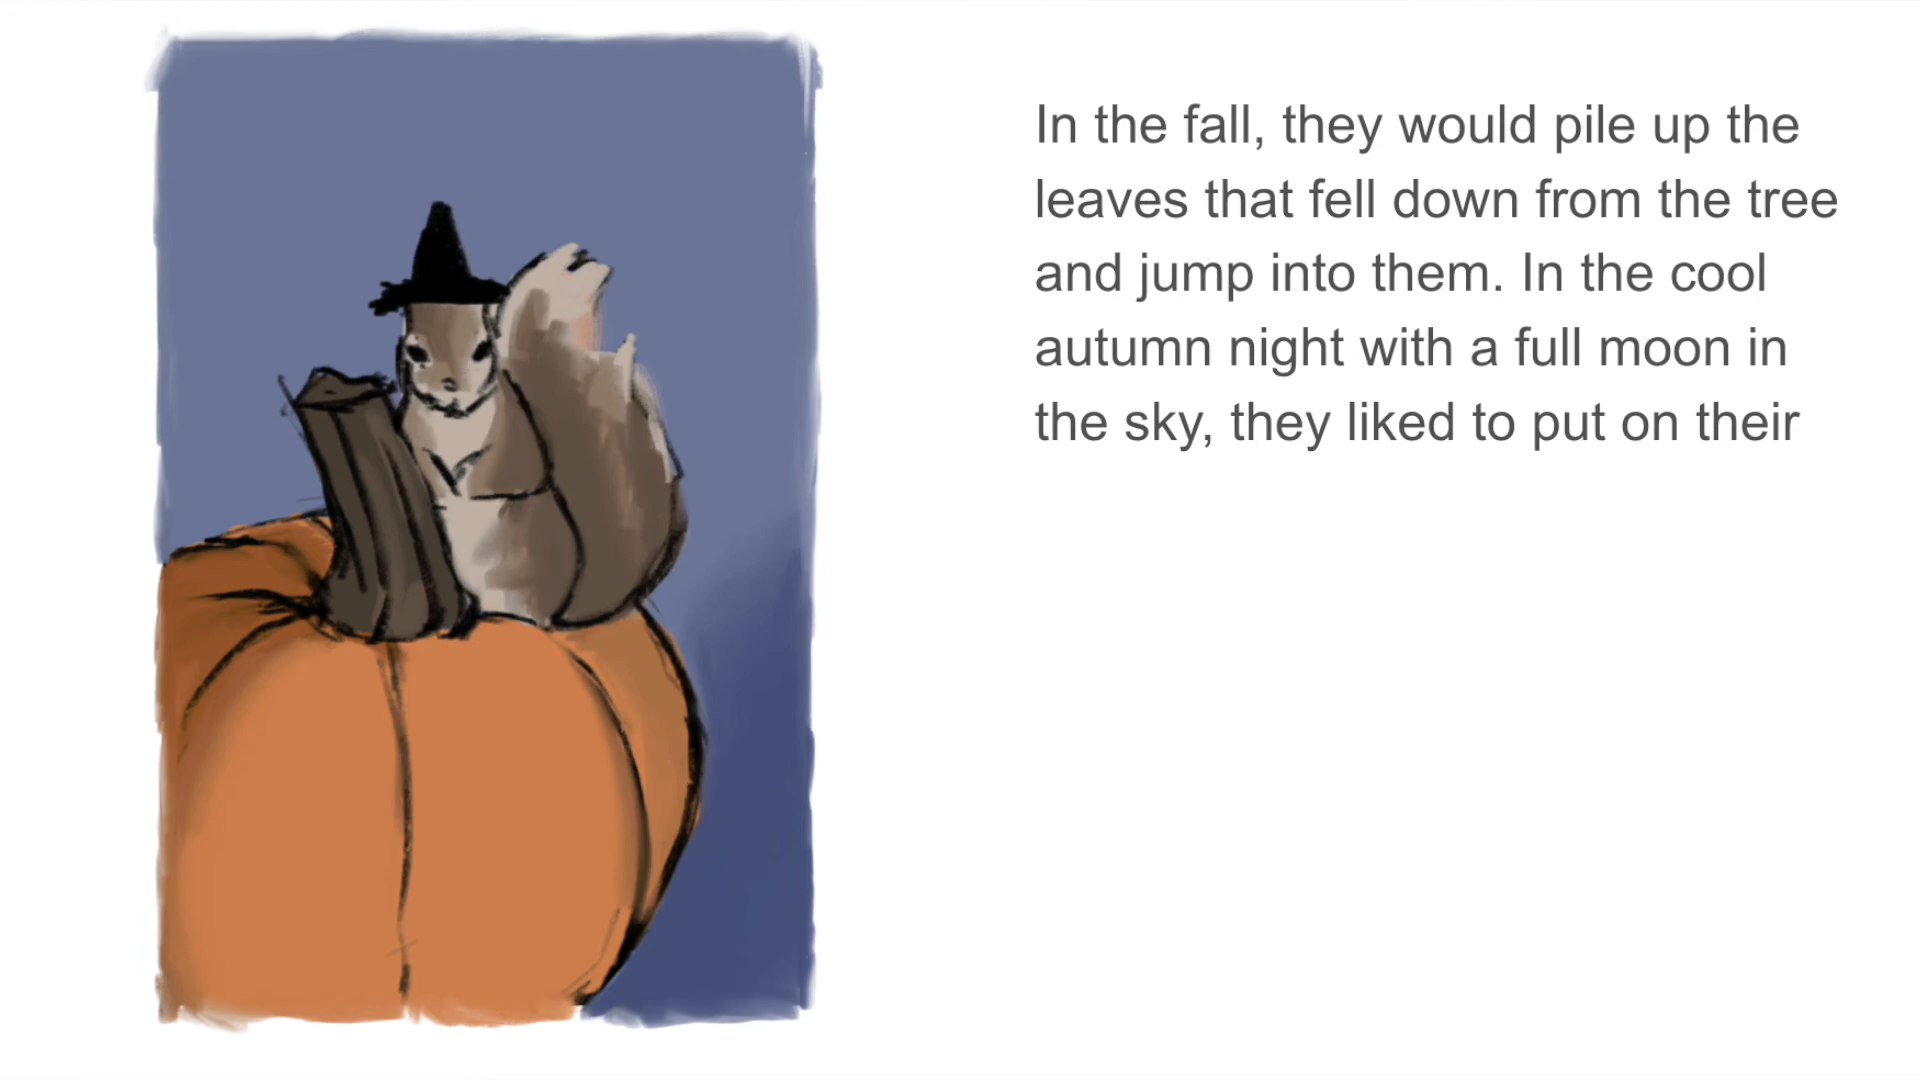 In the fall, they would pile up the
leaves that fell down from the tree
and jump into them. In the cool
autumn night with a full moon in
the sky, they liked to put on their